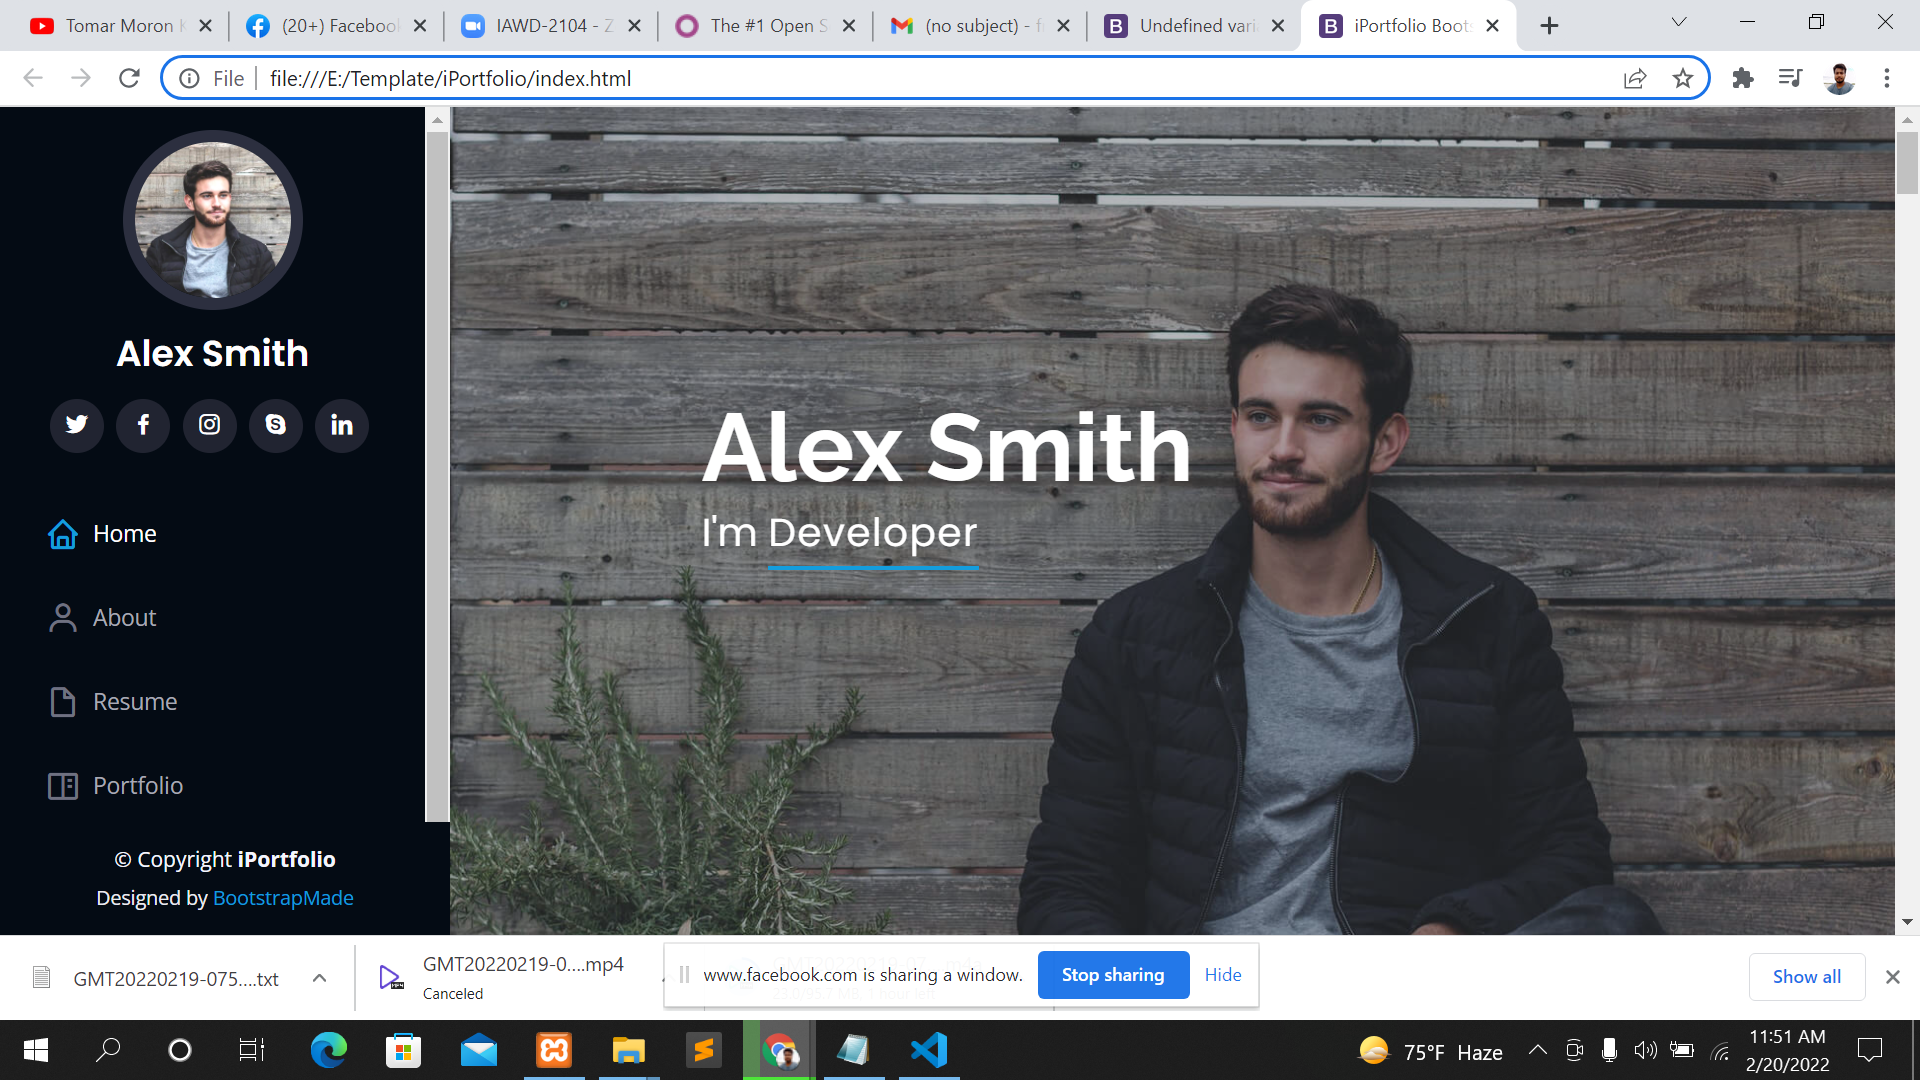 Tomar Moron K
(20+) Facebook
IAWD-2104 - Z
The #1 Open S
(no subject) - f
Undefined vari
iPortfolio Boots
File
file:///E:/Template/iPortfolio/index.html
Alex Smith
Home
About
Resume
Portfolio
© Copyright iPortfolio
Designed by BootstrapMade
Alex Smith
I'm Developer
GMT20220219-075....txt
GMT20220219-0....mp4
Canceled
www.facebook.com is sharing a window.
Stop sharing
Hide
Show all
75°F Haze
11:51 AM
2/20/2022